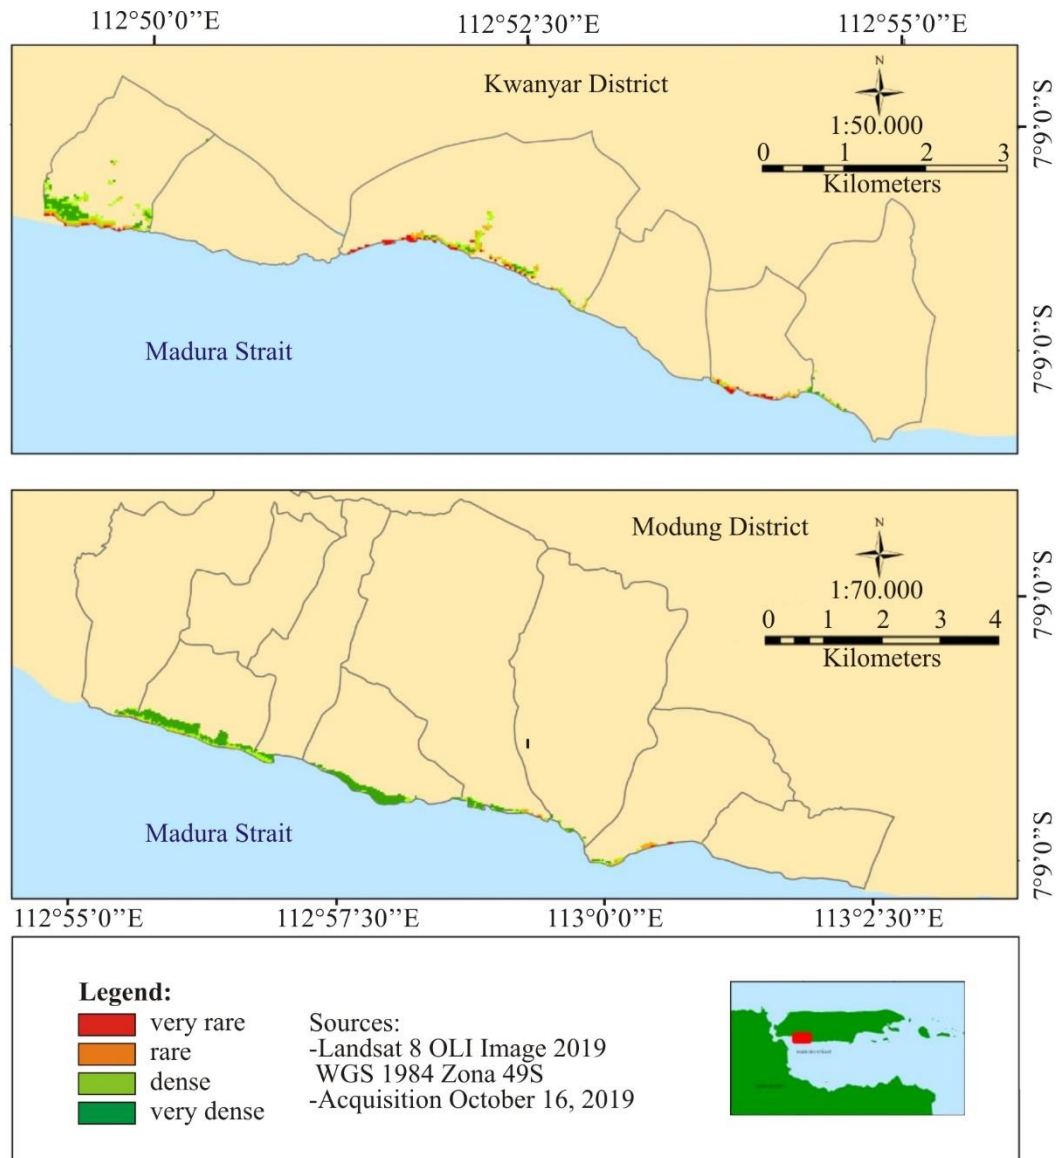 112°50’0’’E 112°52’30’’E 112°55’0’’E
Kwanyar District
N
1:50.000
0 1 2 3
Kilometers
7°6’0’’S
7°9’0’’S
Madura Strait
Modung District
N
1:70.000
0 1 2 3 4
Kilometers
7°6’0’’S
7°9’0’’S
Madura Strait
112°55’0’’E 112°57’30’’E 113°0’0’’E 113°2’30’’E
Legend:
very rare
rare
dense
very dense
Sources:
-Landsat 8 OLI Image 2019
WGS 1984 Zona 49S
-Acquisition October 16, 2019